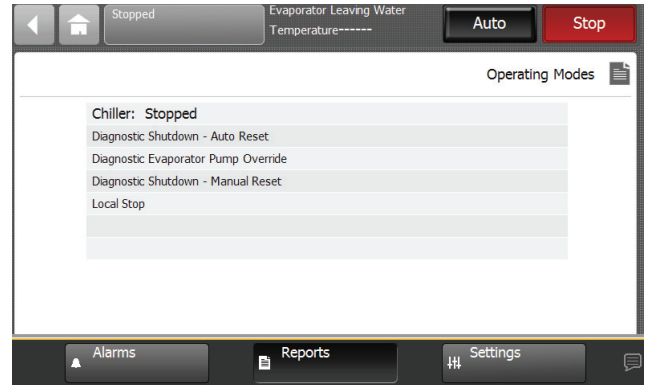 Stopped
Evaporator Leaving Water
Temperature------
Auto
Stop
Operating Modes
Chiller: Stopped
Diagnostic Shutdown - Auto Reset
Diagnostic Evaporator Pump Override
Diagnostic Shutdown - Manual Reset
Local Stop
Alarms
Reports
Settings